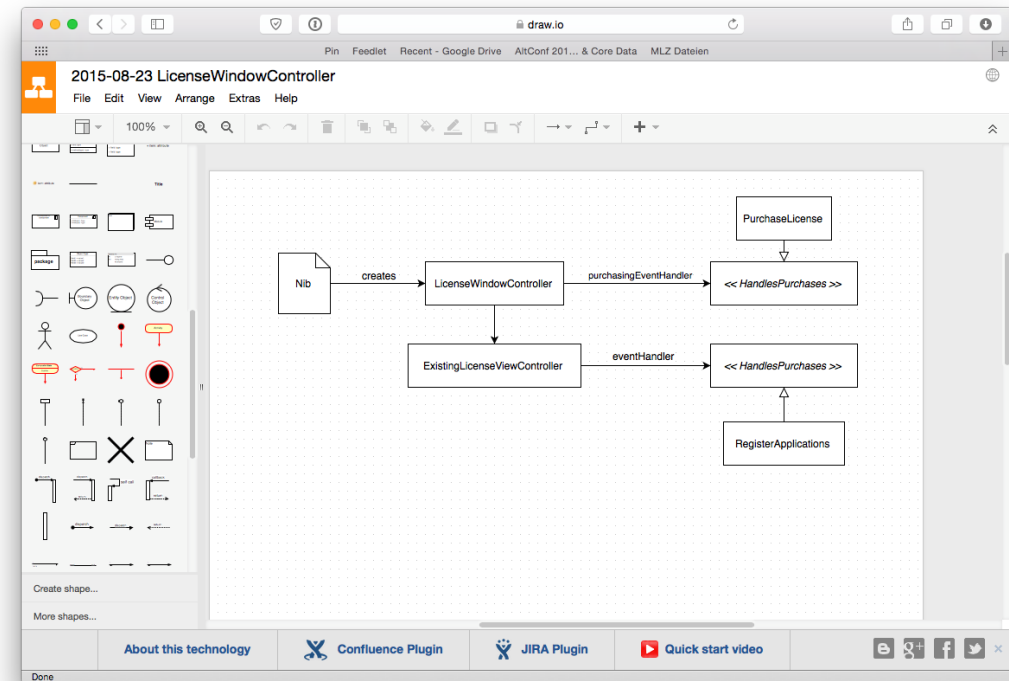 draw.io
Pin Feedlet Recent - Google Drive AltConf 201... & Core Data MLZ Dateien
2015-08-23 LicenseWindowController
File Edit View Arrange Extras Help
100%
Title
package
PurchaseLicense
Nib
creates
LicenseWindowController
purchasingEventHandler
<< HandlesPurchases >>
ExistingLicenseViewController
eventHandler
<< HandlesPurchases >>
RegisterApplications
Create shape...
More shapes...
About this technology Confluence Plugin JIRA Plugin Quick start video
Done